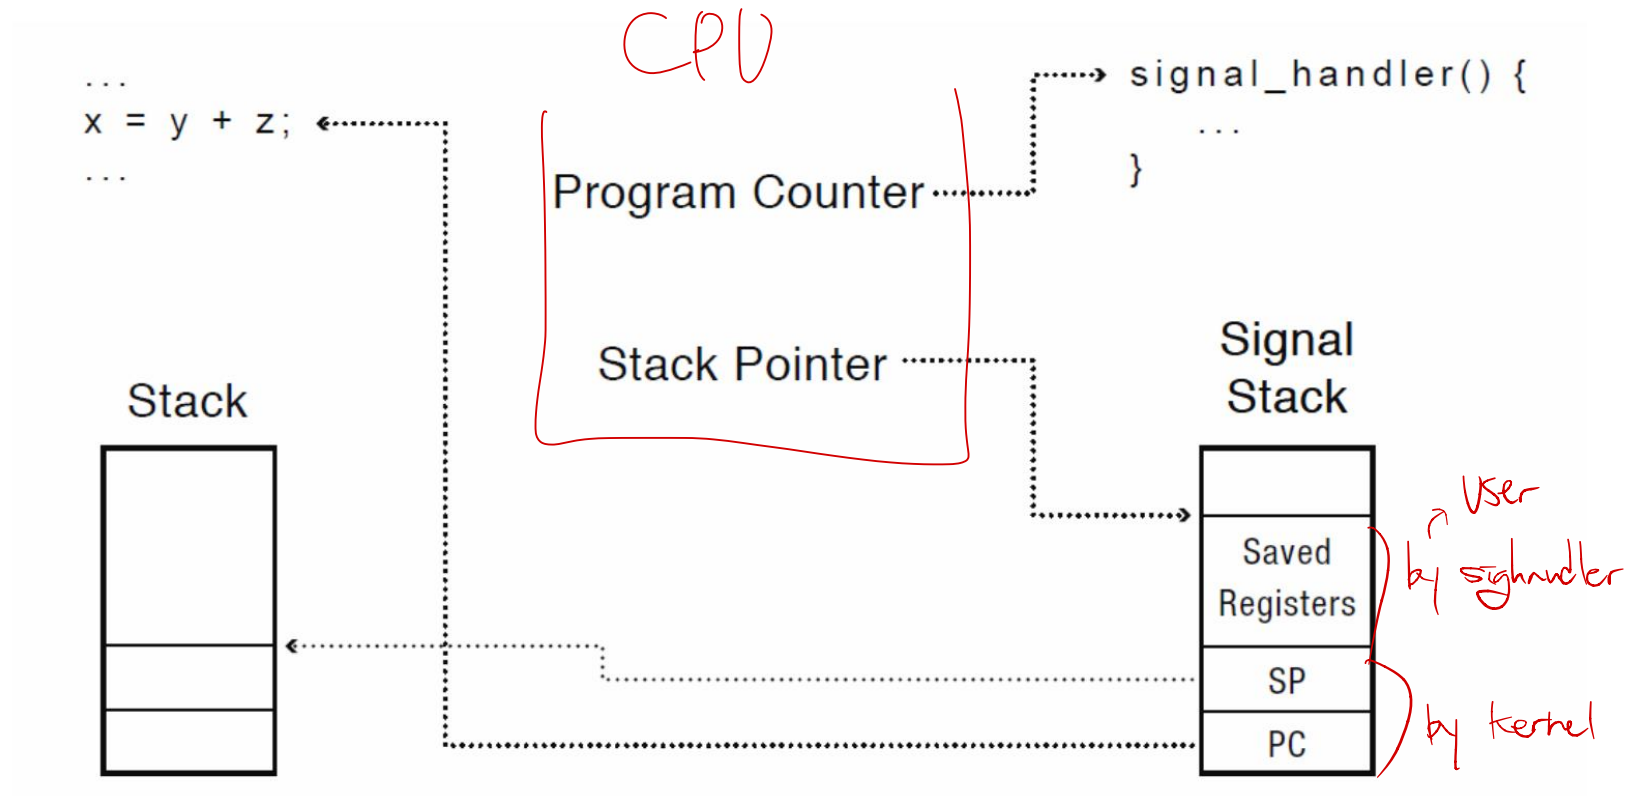 CPU
...
x = y + z;
...
signal_handler() {
...
}
Program Counter
Stack Pointer
Stack
Signal
Stack
Saved
Registers
SP
PC
User
by sighandler
by kernel